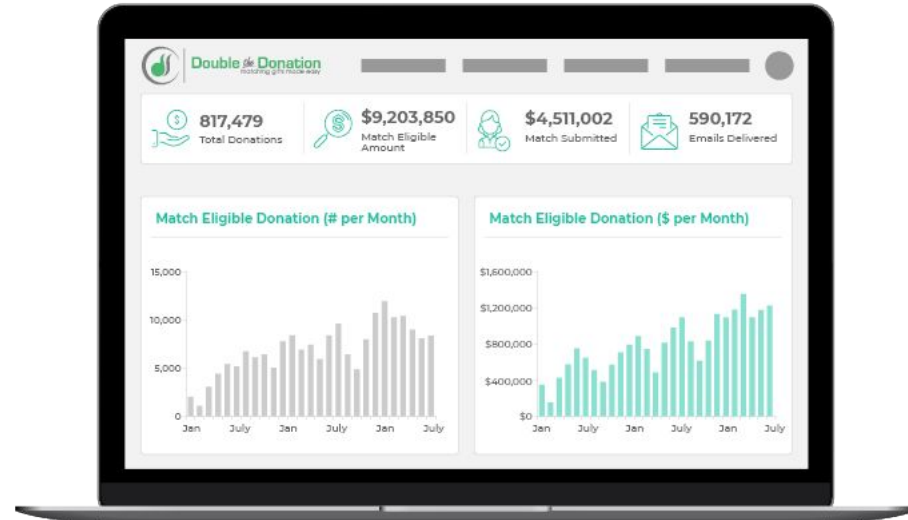 Double the Donation
matching gifts made easy
817,479
Total Donations
$9,203,850
Match Eligible
Amount
$4,511,002
Match Submitted
590,172
Emails Delivered
Match Eligible Donation (# per Month)
15,000
10,000
5,000
0
Jan July Jan July Jan July
Match Eligible Donation ($ per Month)
$1,600,000
$1,200,000
$800,000
$400,000
$0
Jan July Jan July Jan July